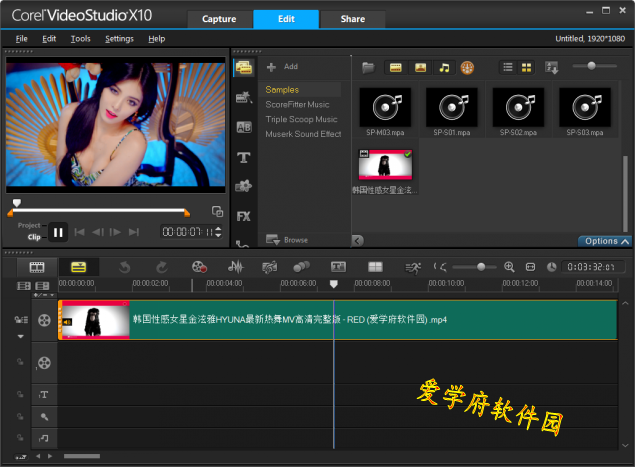 Corel VideoStudio X10
Capture Edit Share
File Edit Tools Settings Help Untitled, 1920*1080
Add
Samples
ScoreFitter Music
Triple Scoop Music
Muserk Sound Effect
SP-M03.mpa SP-S01.mpa SP-S02.mpa SP-S03.mpa
韩国性感女星金泫...
AB
T
FX
Browse
Options
Project
Clip
00:00:07:11
0:03:32:07
00:00:00:00 00:00:02:00 00:00:04:00 00:00:06:00 00:00:08:00 00:00:10:00 00:00:12:00 00:00:14:00
韩国性感女星金泫雅HYUNA最新热舞MV高清完整版 - RED (爱学府软件园) .mp4
爱学府软件园